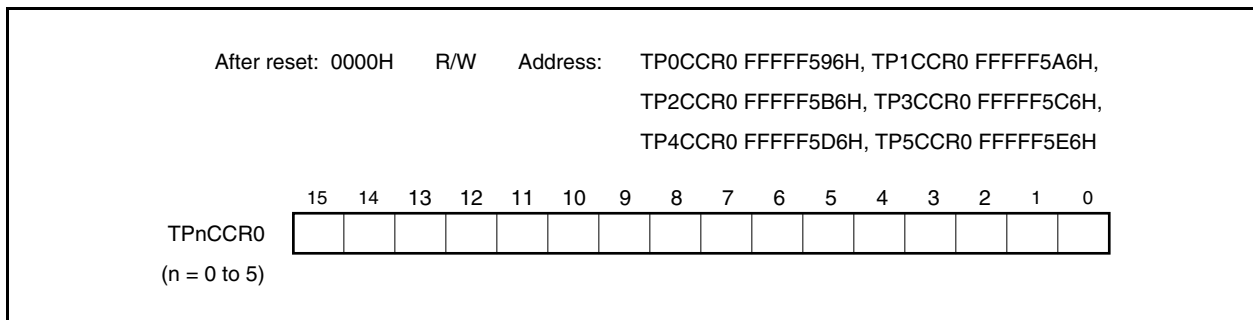 After reset: 0000H R/W Address: TP0CCR0 FFFFF596H, TP1CCR0 FFFFF5A6H,
TP2CCR0 FFFFF5B6H, TP3CCR0 FFFFF5C6H,
TP4CCR0 FFFFF5D6H, TP5CCR0 FFFFF5E6H
15 14 13 12 11 10 9 8 7 6 5 4 3 2 1 0
TPnCCR0
(n = 0 to 5)